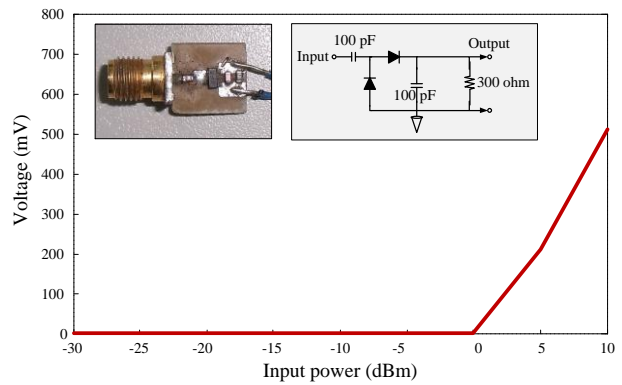 800
700
600
500
400
300
200
100
0
Voltage (mV)
100 pF
Input
Output
300 ohm
100 pF
-30 -25 -20 -15 -10 -5 0 5 10
Input power (dBm)